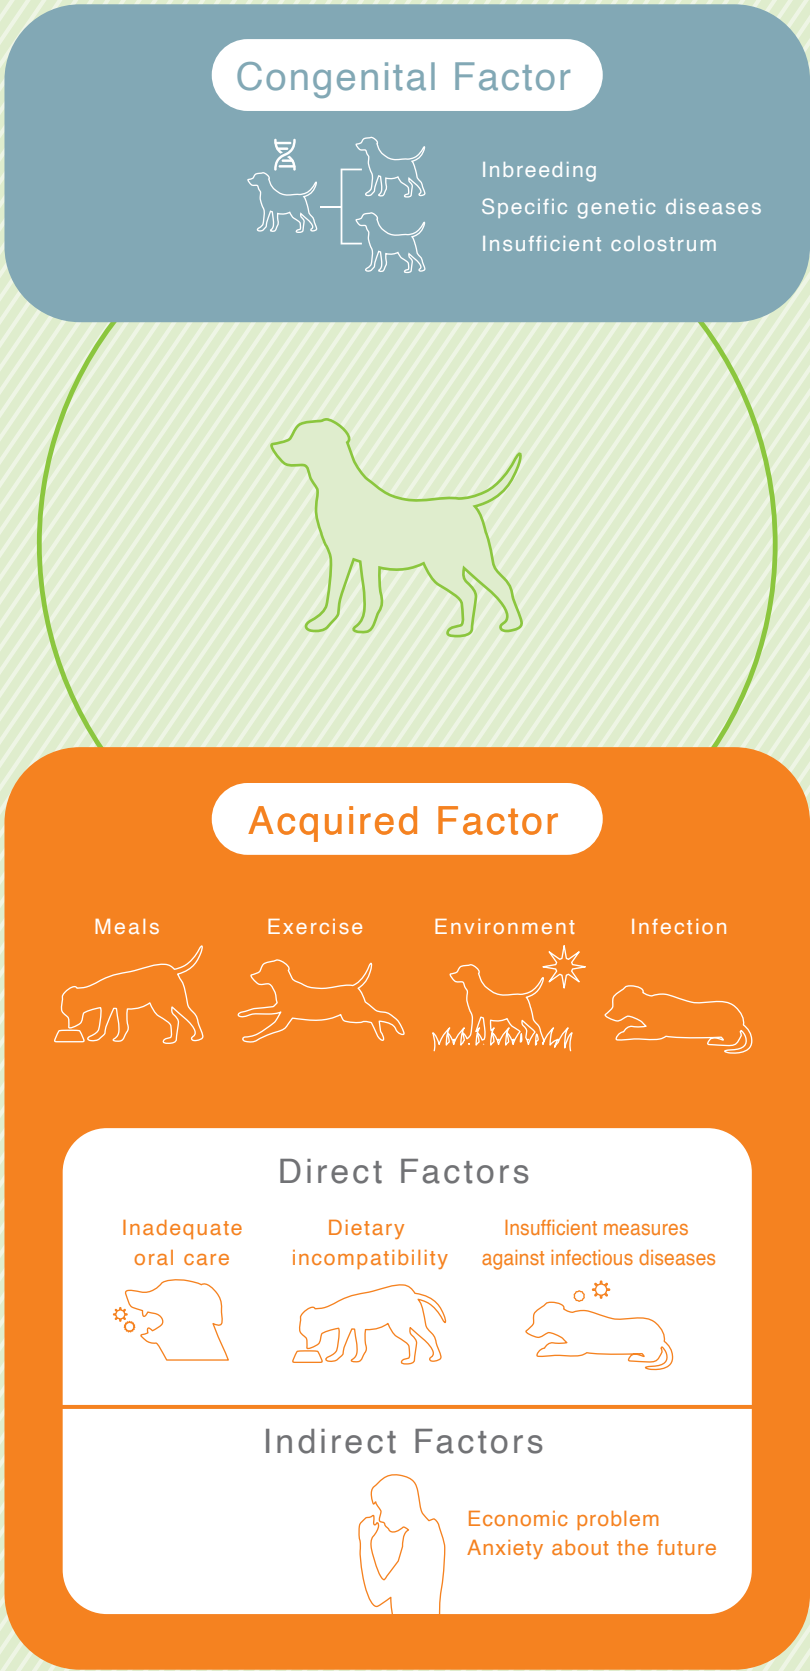 Congenital Factor
Inbreeding
Specific genetic diseases
Insufficient colostrum
Acquired Factor
Meals
Exercise
Environment
Infection
Direct Factors
Inadequate
oral care
Dietary
incompatibility
Insufficient measures
against infectious diseases
Indirect Factors
Economic problem
Anxiety about the future